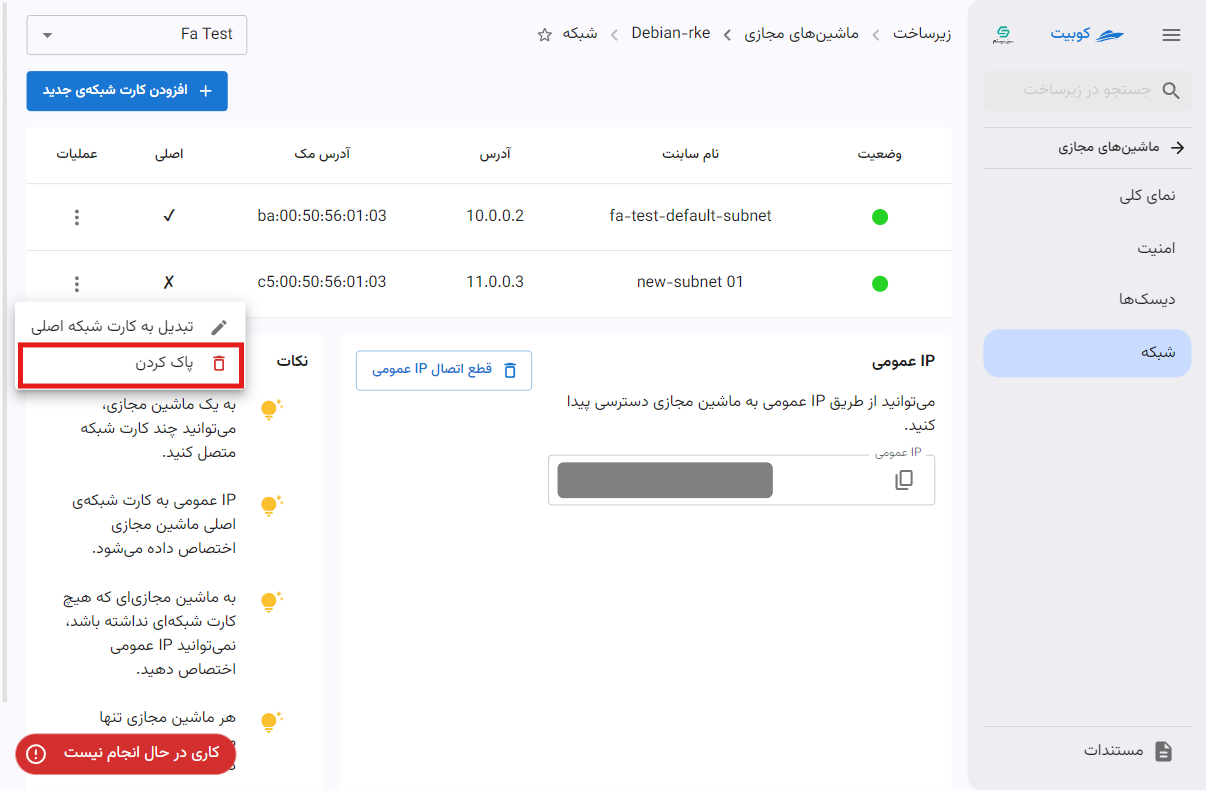 کوبیت
جستجو در زیرساخت
ماشین‌های مجازی
نمای کلی
امنیت
دیسک‌ها
شبکه
مستندات
زیرساخت > ماشین‌های مجازی > Debian-rke > شبکه
Fa Test
افزودن کارت شبکه‌ی جدید
وضعیت نام سابنت آدرس آدرس مک اصلی عملیات
fa-test-default-subnet 10.0.0.2 ba:00:50:56:01:03 ✓
new-subnet 01 11.0.0.3 c5:00:50:56:01:03 ✗
تبدیل به کارت شبکه اصلی
پاک کردن
IP عمومی
قطع اتصال IP عمومی
می‌توانید از طریق IP عمومی به ماشین مجازی دسترسی پیدا
کنید.
IP عمومی
نکات
به یک ماشین مجازی،
می‌توانید چند کارت شبکه
متصل کنید.
IP عمومی به کارت شبکه‌ی
اصلی ماشین مجازی
اختصاص داده می‌شود.
به ماشین مجازی‌ای که هیچ
کارت شبکه‌ای نداشته باشد،
نمی‌توانید IP عمومی
اختصاص دهید.
هر ماشین مجازی تنها
کاری در حال انجام نیست